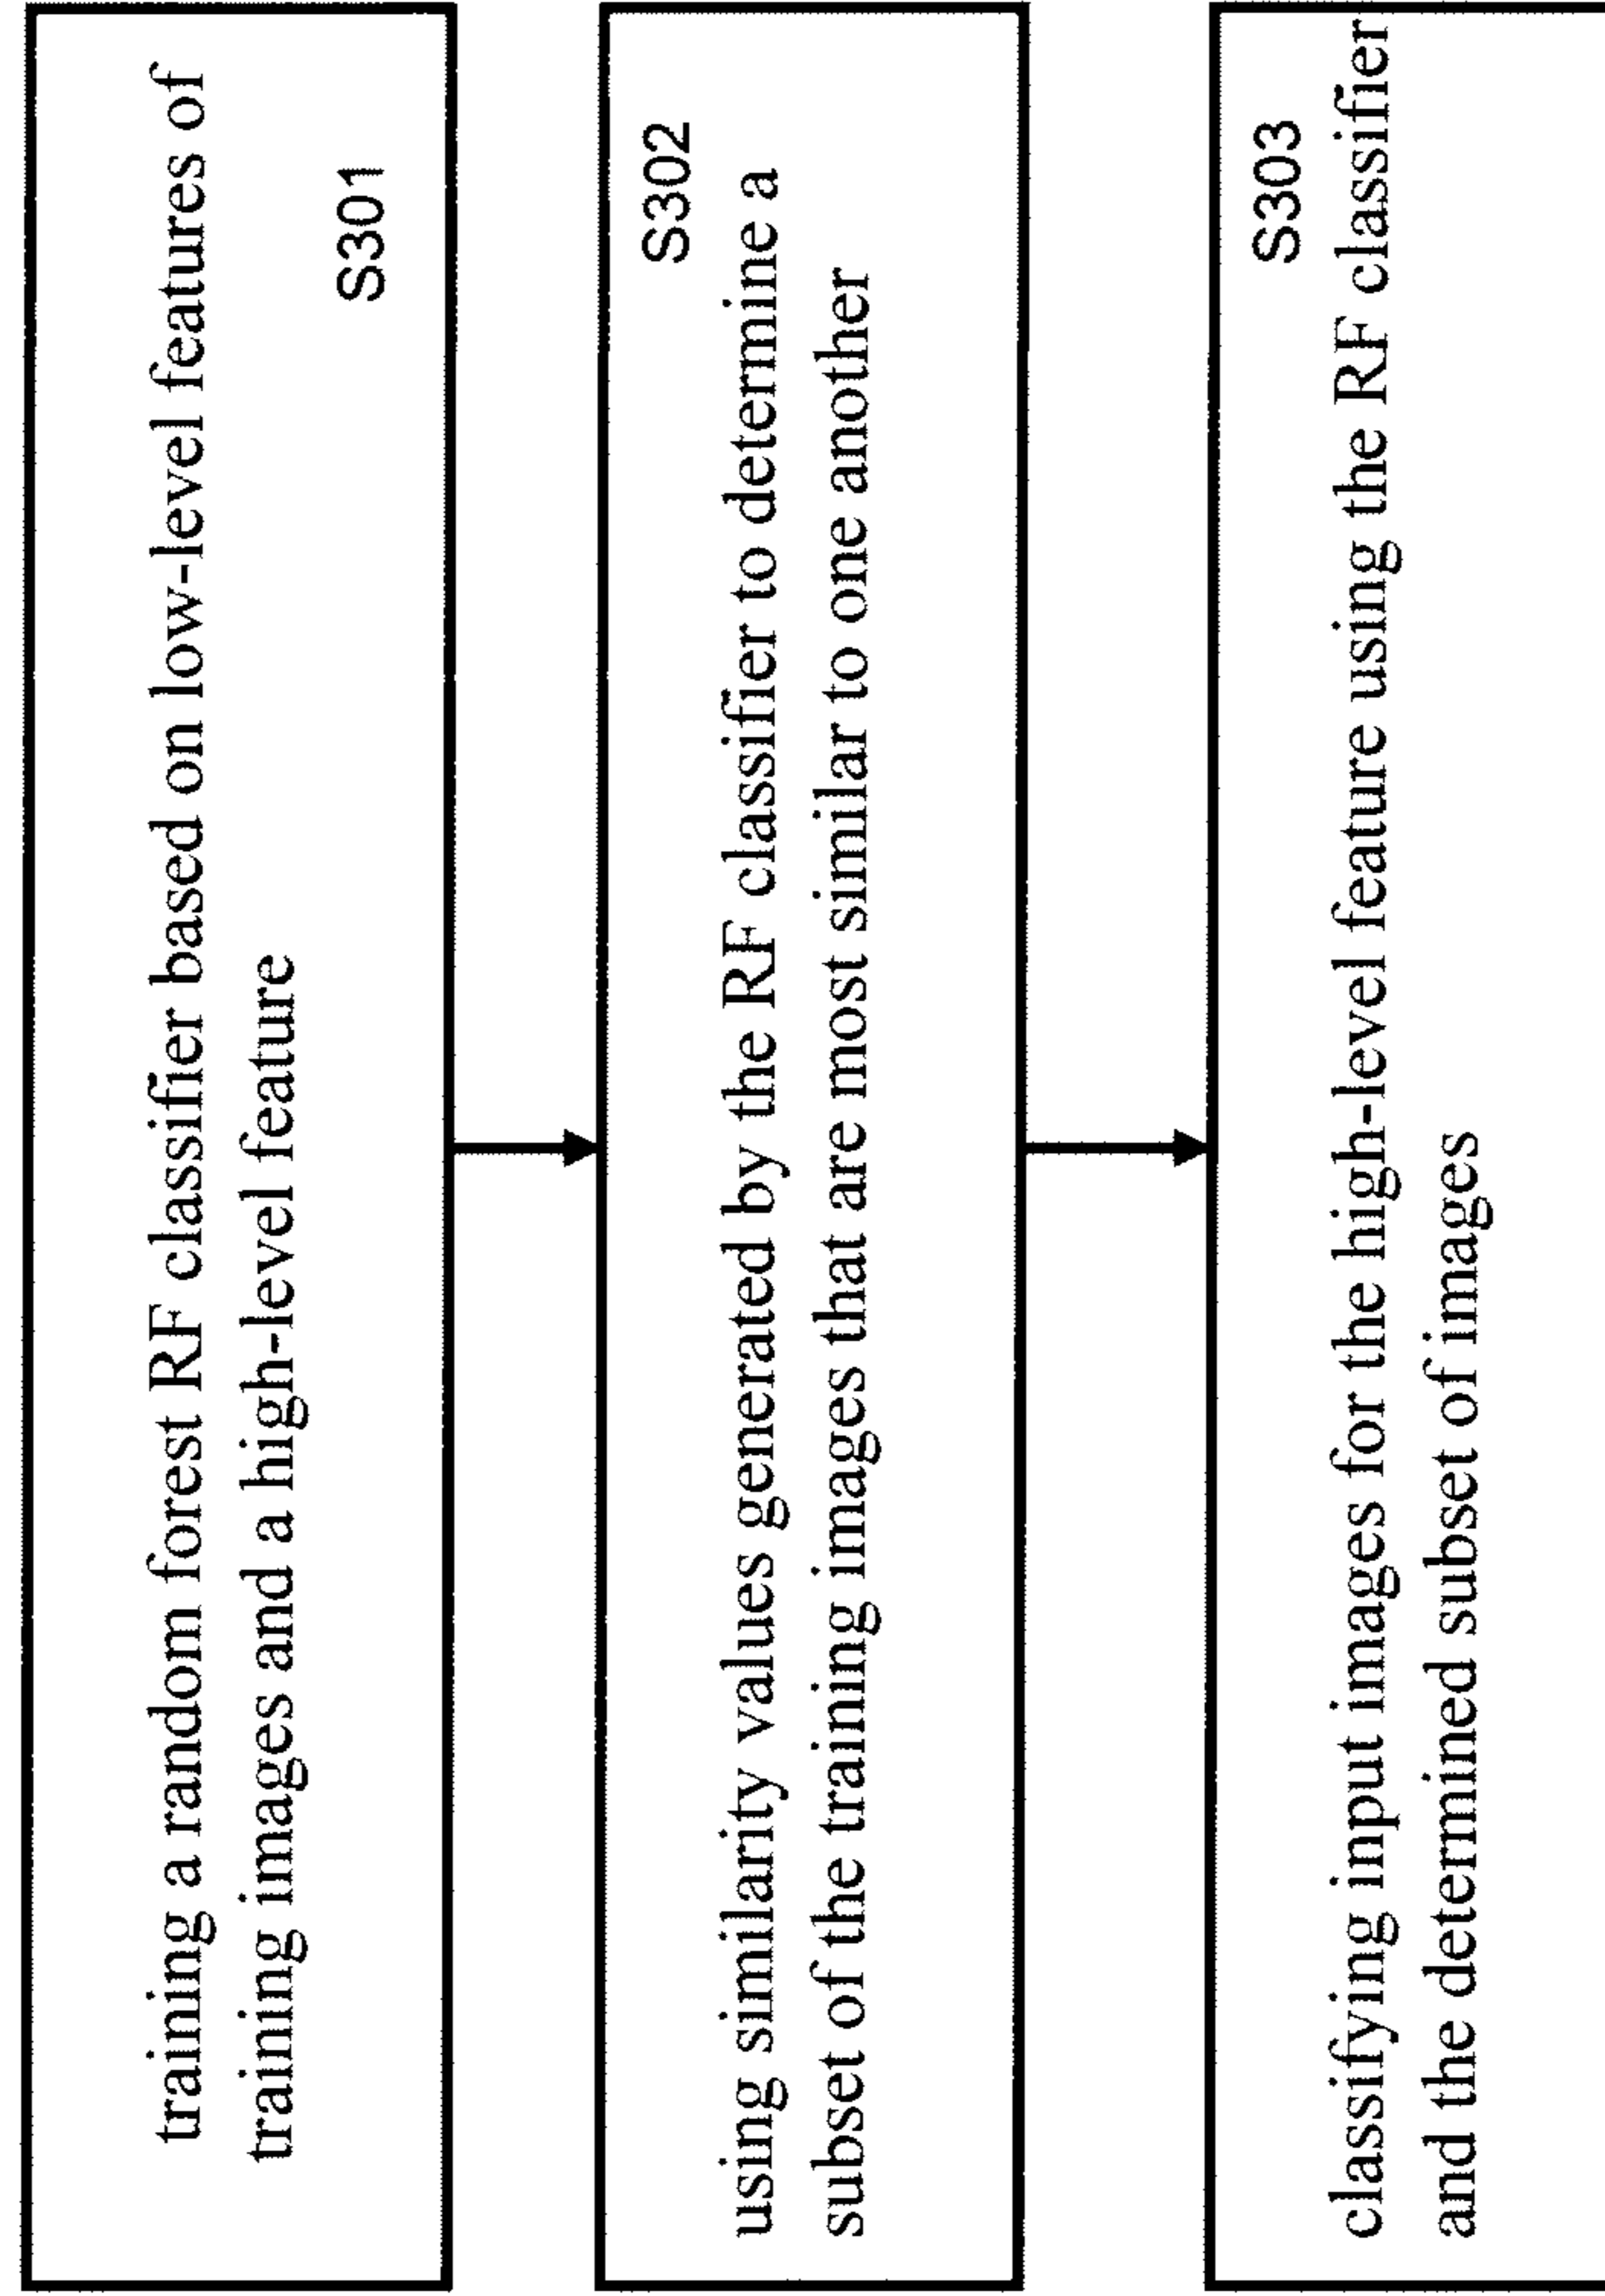 training a random forest RF classifier based on low-level features of
training images and a high-level feature
S301
S302
using similarity values generated by the RF classifier to determine a
subset of the training images that are most similar to one another
S303
classifying input images for the high-level feature using the RF classifier
and the determined subset of images